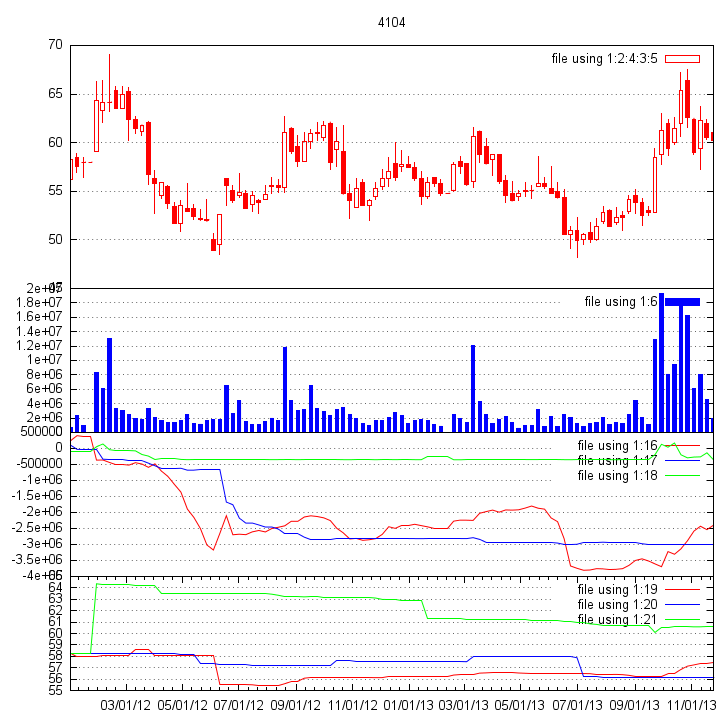 4104
70
file using 1:2:4:3:5
65
60
55
50
45
2e+07
file using 1:6
1.8e+07
1.6e+07
1.4e+07
1.2e+07
1e+07
8e+06
6e+06
4e+06
2e+06
0
500000
file using 1:16
0
file using 1:17
-500000
file using 1:18
-1e+06
-1.5e+06
-2e+06
-2.5e+06
-3e+06
-3.5e+06
-4e+06
65
64
file using 1:19
63
file using 1:20
62
file using 1:21
61
60
59
58
57
56
55
03/01/12 05/01/12 07/01/12 09/01/12 11/01/12 01/01/13 03/01/13 05/01/13 07/01/13 09/01/13 11/01/13